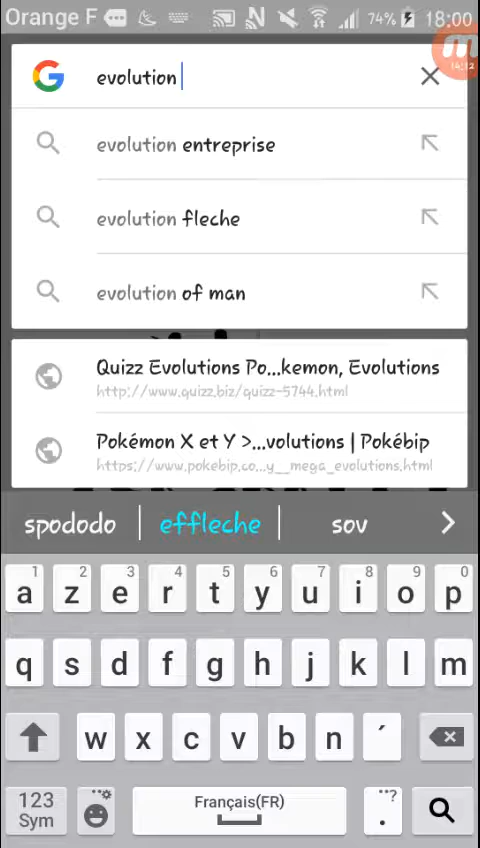 Orange F 74% 18:00
14:12
evolution
evolution entreprise
evolution fleche
evolution of man
Quizz Evolutions Po...kemon, Evolutions
http://www.quizz.biz/quizz-5744.html
Pokémon X et Y >...volutions | Pokébip
https://www.pokebip.co...y__mega_evolutions.html
spododo effleche sov
1 2 3 4 5 6 7 8 9 0
a z e r t y u i o p
q s d f g h j k l m
w x c v b n ´
123 Français(FR) ..?
Sym .